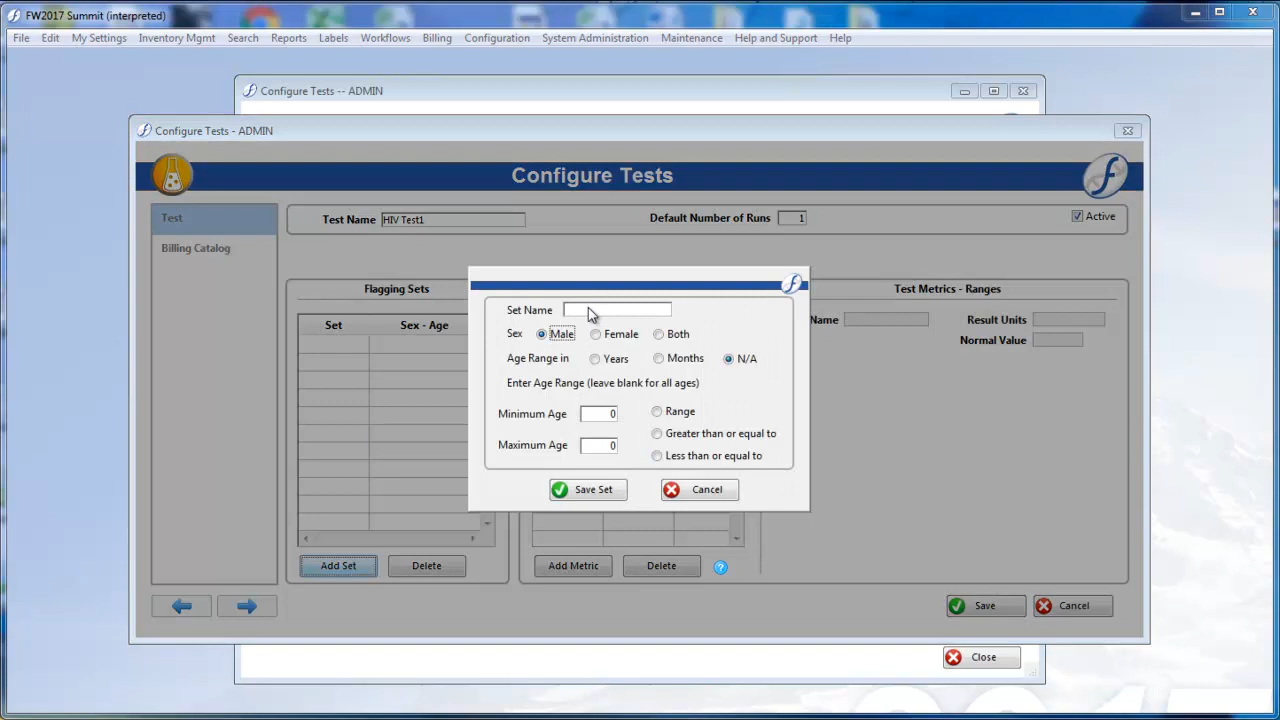 FW2017 Summit (interpreted)
File Edit My Settings Inventory Mgmt Search Reports Labels Workflows Billing Configuration System Administration Maintenance Help and Support Help
Configure Tests -- ADMIN
Configure Tests - ADMIN
Configure Tests
Test
Billing Catalog
Test Name HIV Test1 Default Number of Runs 1 Active
Flagging Sets
Test Metrics - Ranges
Set Sex - Age
Name Result Units
Normal Value
Set Name
Sex Male Female Both
Age Range in Years Months N/A
Enter Age Range (leave blank for all ages)
Minimum Age 0 Range
Greater than or equal to
Maximum Age 0
Less than or equal to
Save Set Cancel
Add Set Delete Add Metric Delete ?
Save Cancel
Close